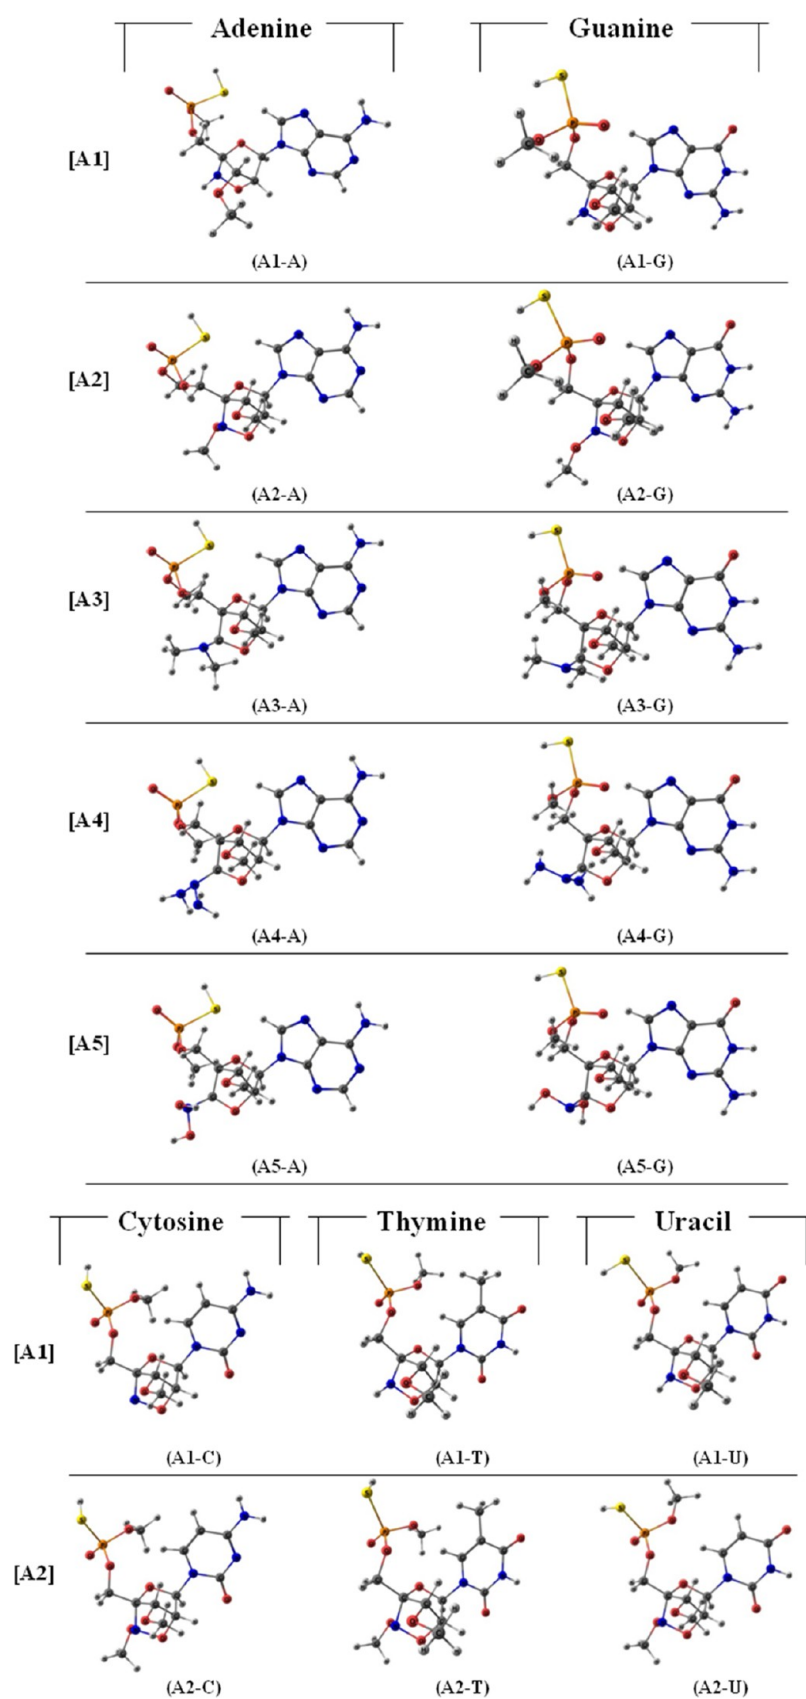 Adenine Guanine
[A1]
(A1-A) (A1-G)
[A2]
(A2-A) (A2-G)
[A3]
(A3-A) (A3-G)
[A4]
(A4-A) (A4-G)
[A5]
(A5-A) (A5-G)
Cytosine Thymine Uracil
[A1]
(A1-C) (A1-T) (A1-U)
[A2]
(A2-C) (A2-T) (A2-U)